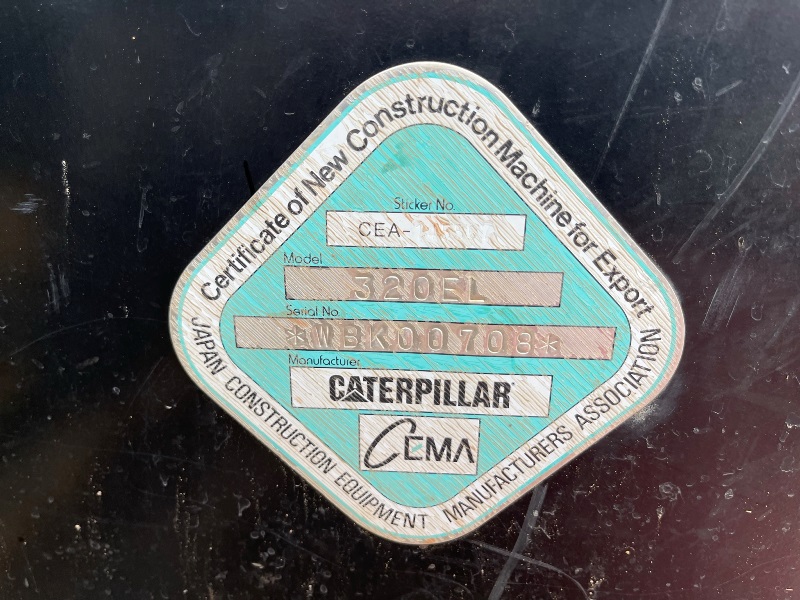 Certificate of New Construction Machine for Export
Sticker No.
CEA-
Model
320EL
Serial No.
*WBK00708*
Manufacturer
CATERPILLAR
CEMA
JAPAN CONSTRUCTION EQUIPMENT MANUFACTURERS ASSOCIATION